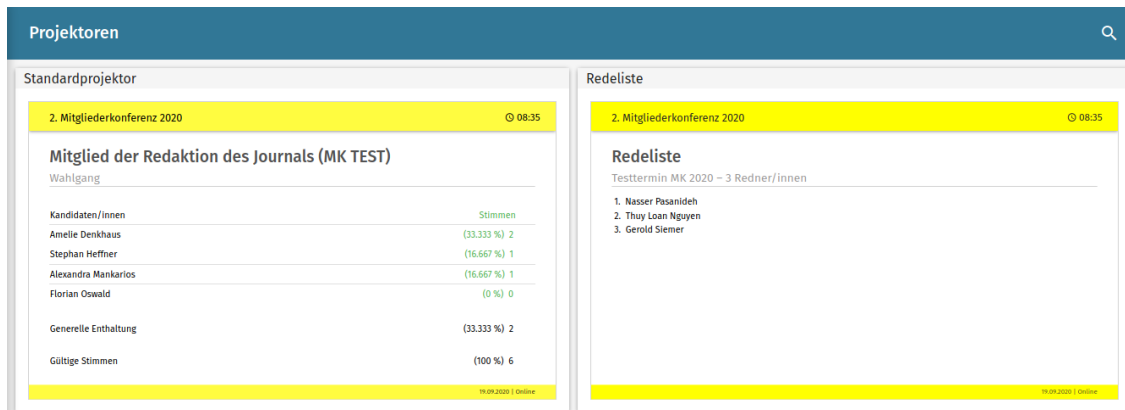 Projektoren
Standardprojektor
2. Mitgliederkonferenz 2020 08:35
Mitglied der Redaktion des Journals (MK TEST)
Wahlgang
Kandidaten/innen Stimmen
Amelie Denkhaus (33.333 %) 2
Stephan Heffner (16.667 %) 1
Alexandra Mankarios (16.667 %) 1
Florian Oswald (0 %) 0
Generelle Enthaltung (33.333 %) 2
Gültige Stimmen (100 %) 6
19.09.2020 | Online
Redeliste
2. Mitgliederkonferenz 2020 08:35
Redeliste
Testtermin MK 2020 – 3 Redner/innen
1. Nasser Pasanideh
2. Thuy Loan Nguyen
3. Gerold Siemer
19.09.2020 | Online